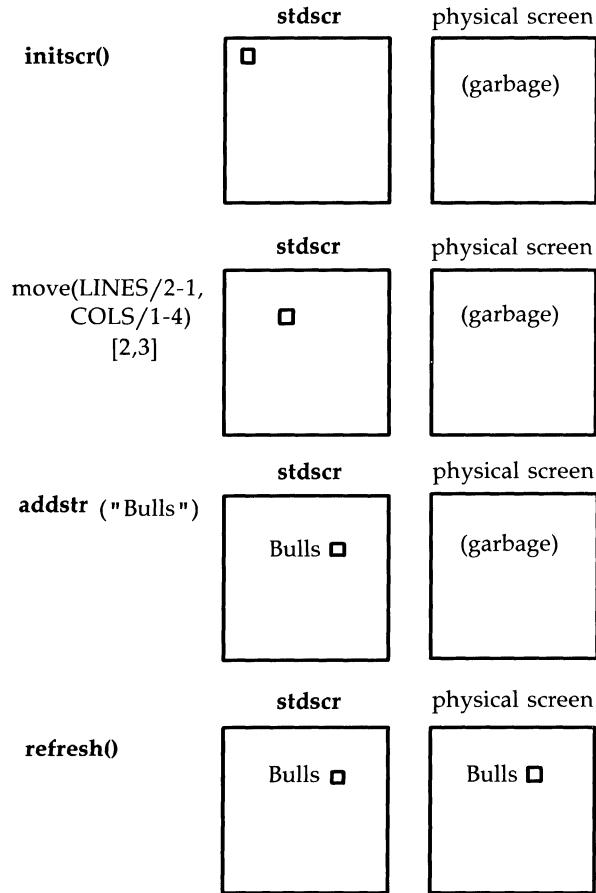 stdscr physical screen
initscr()
(garbage)
stdscr physical screen
move(LINES/2-1,
COLS/1-4)
[2,3]
(garbage)
stdscr physical screen
addstr ("Bulls")
Bulls
(garbage)
stdscr physical screen
refresh()
Bulls
Bulls